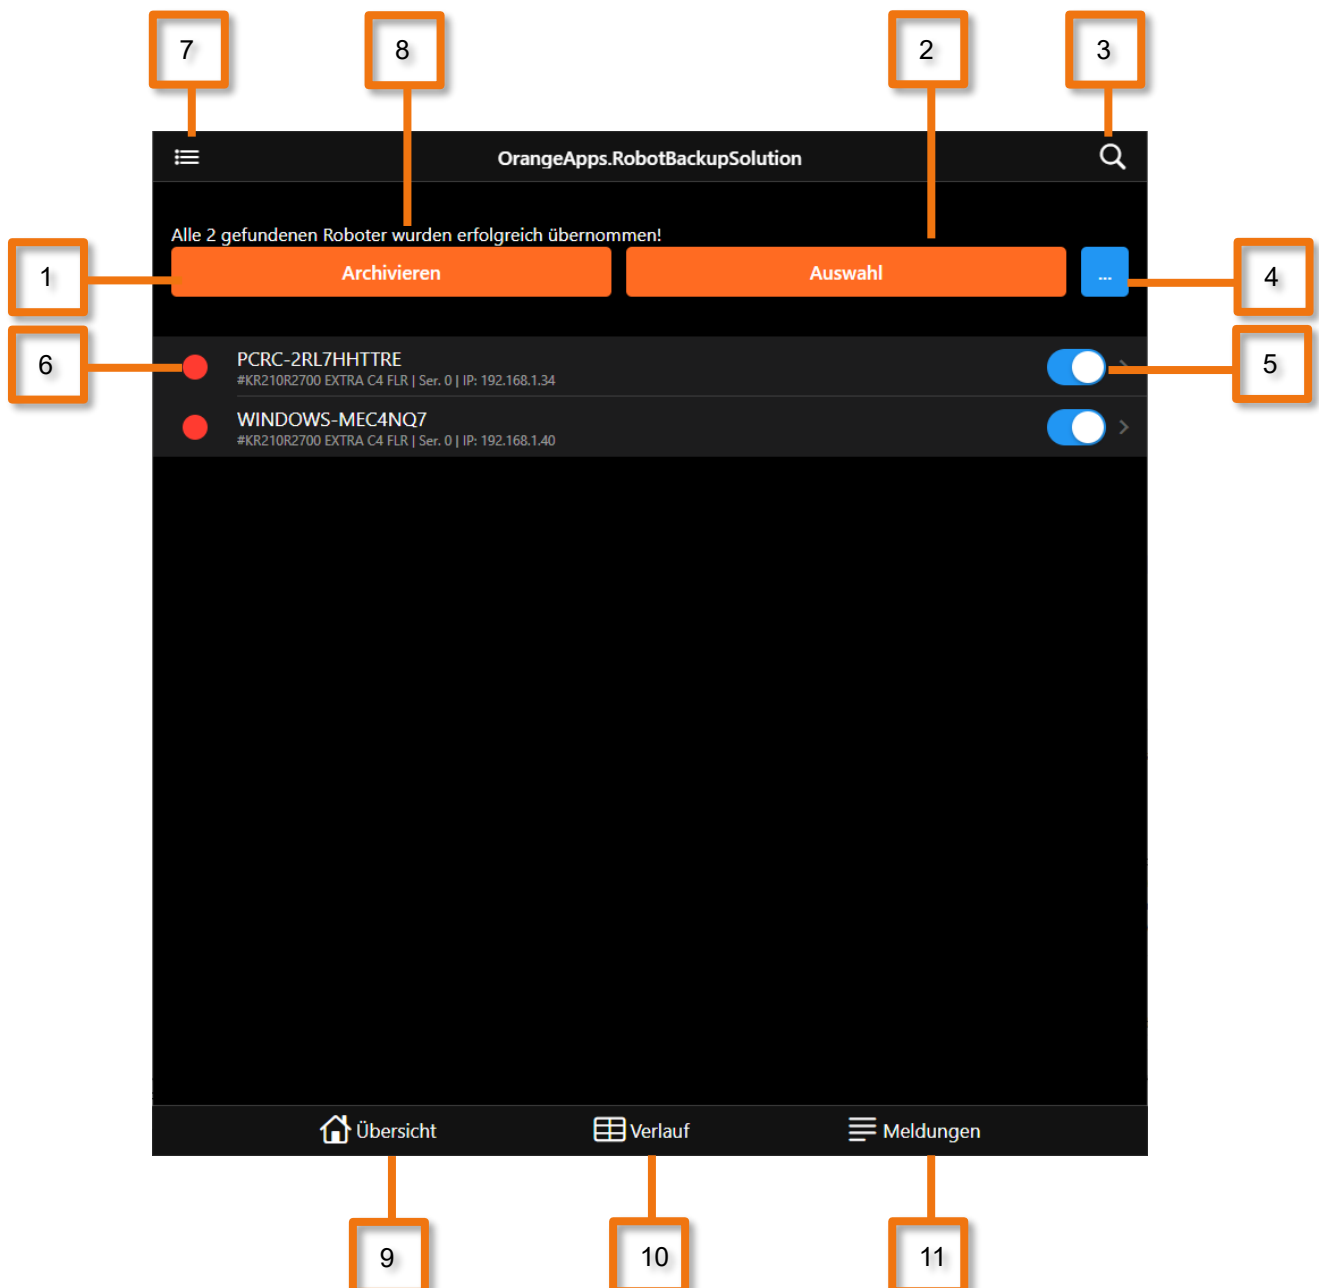 7 8 2 3
OrangeApps.RobotBackupSolution
Alle 2 gefundenen Roboter wurden erfolgreich übernommen!
1 Archivieren Auswahl ... 4
6 PCRC-2RL7HHTTRE 5
#KR210R2700 EXTRA C4 FLR | Ser. 0 | IP: 192.168.1.34
WINDOWS-MEC4NQ7
#KR210R2700 EXTRA C4 FLR | Ser. 0 | IP: 192.168.1.40
Übersicht Verlauf Meldungen
9 10 11